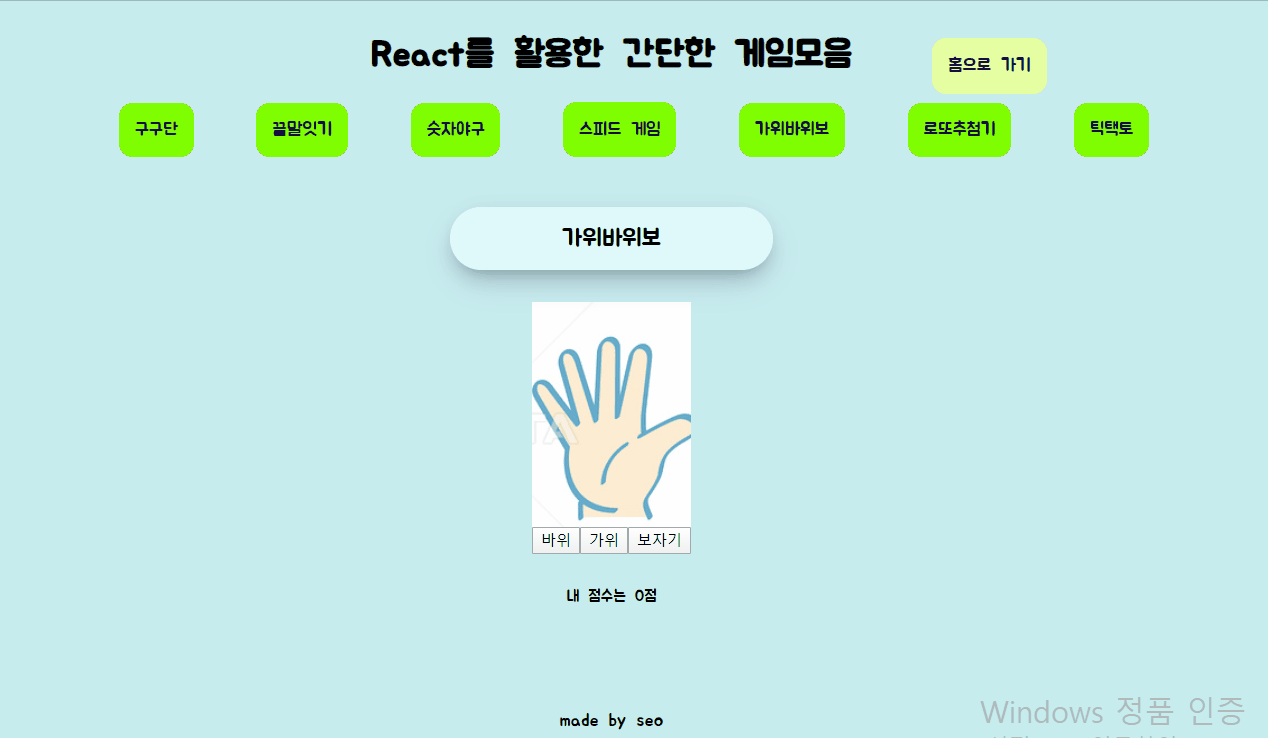 React를 활용한 간단한 게임모음
홈으로 가기
구구단 끝말잇기 숫자야구 스피드 게임 가위바위보 로또추첨기 틱택토
가위바위보
바위 가위 보자기
내 점수는 0점
made by seo
Windows 정품 인증